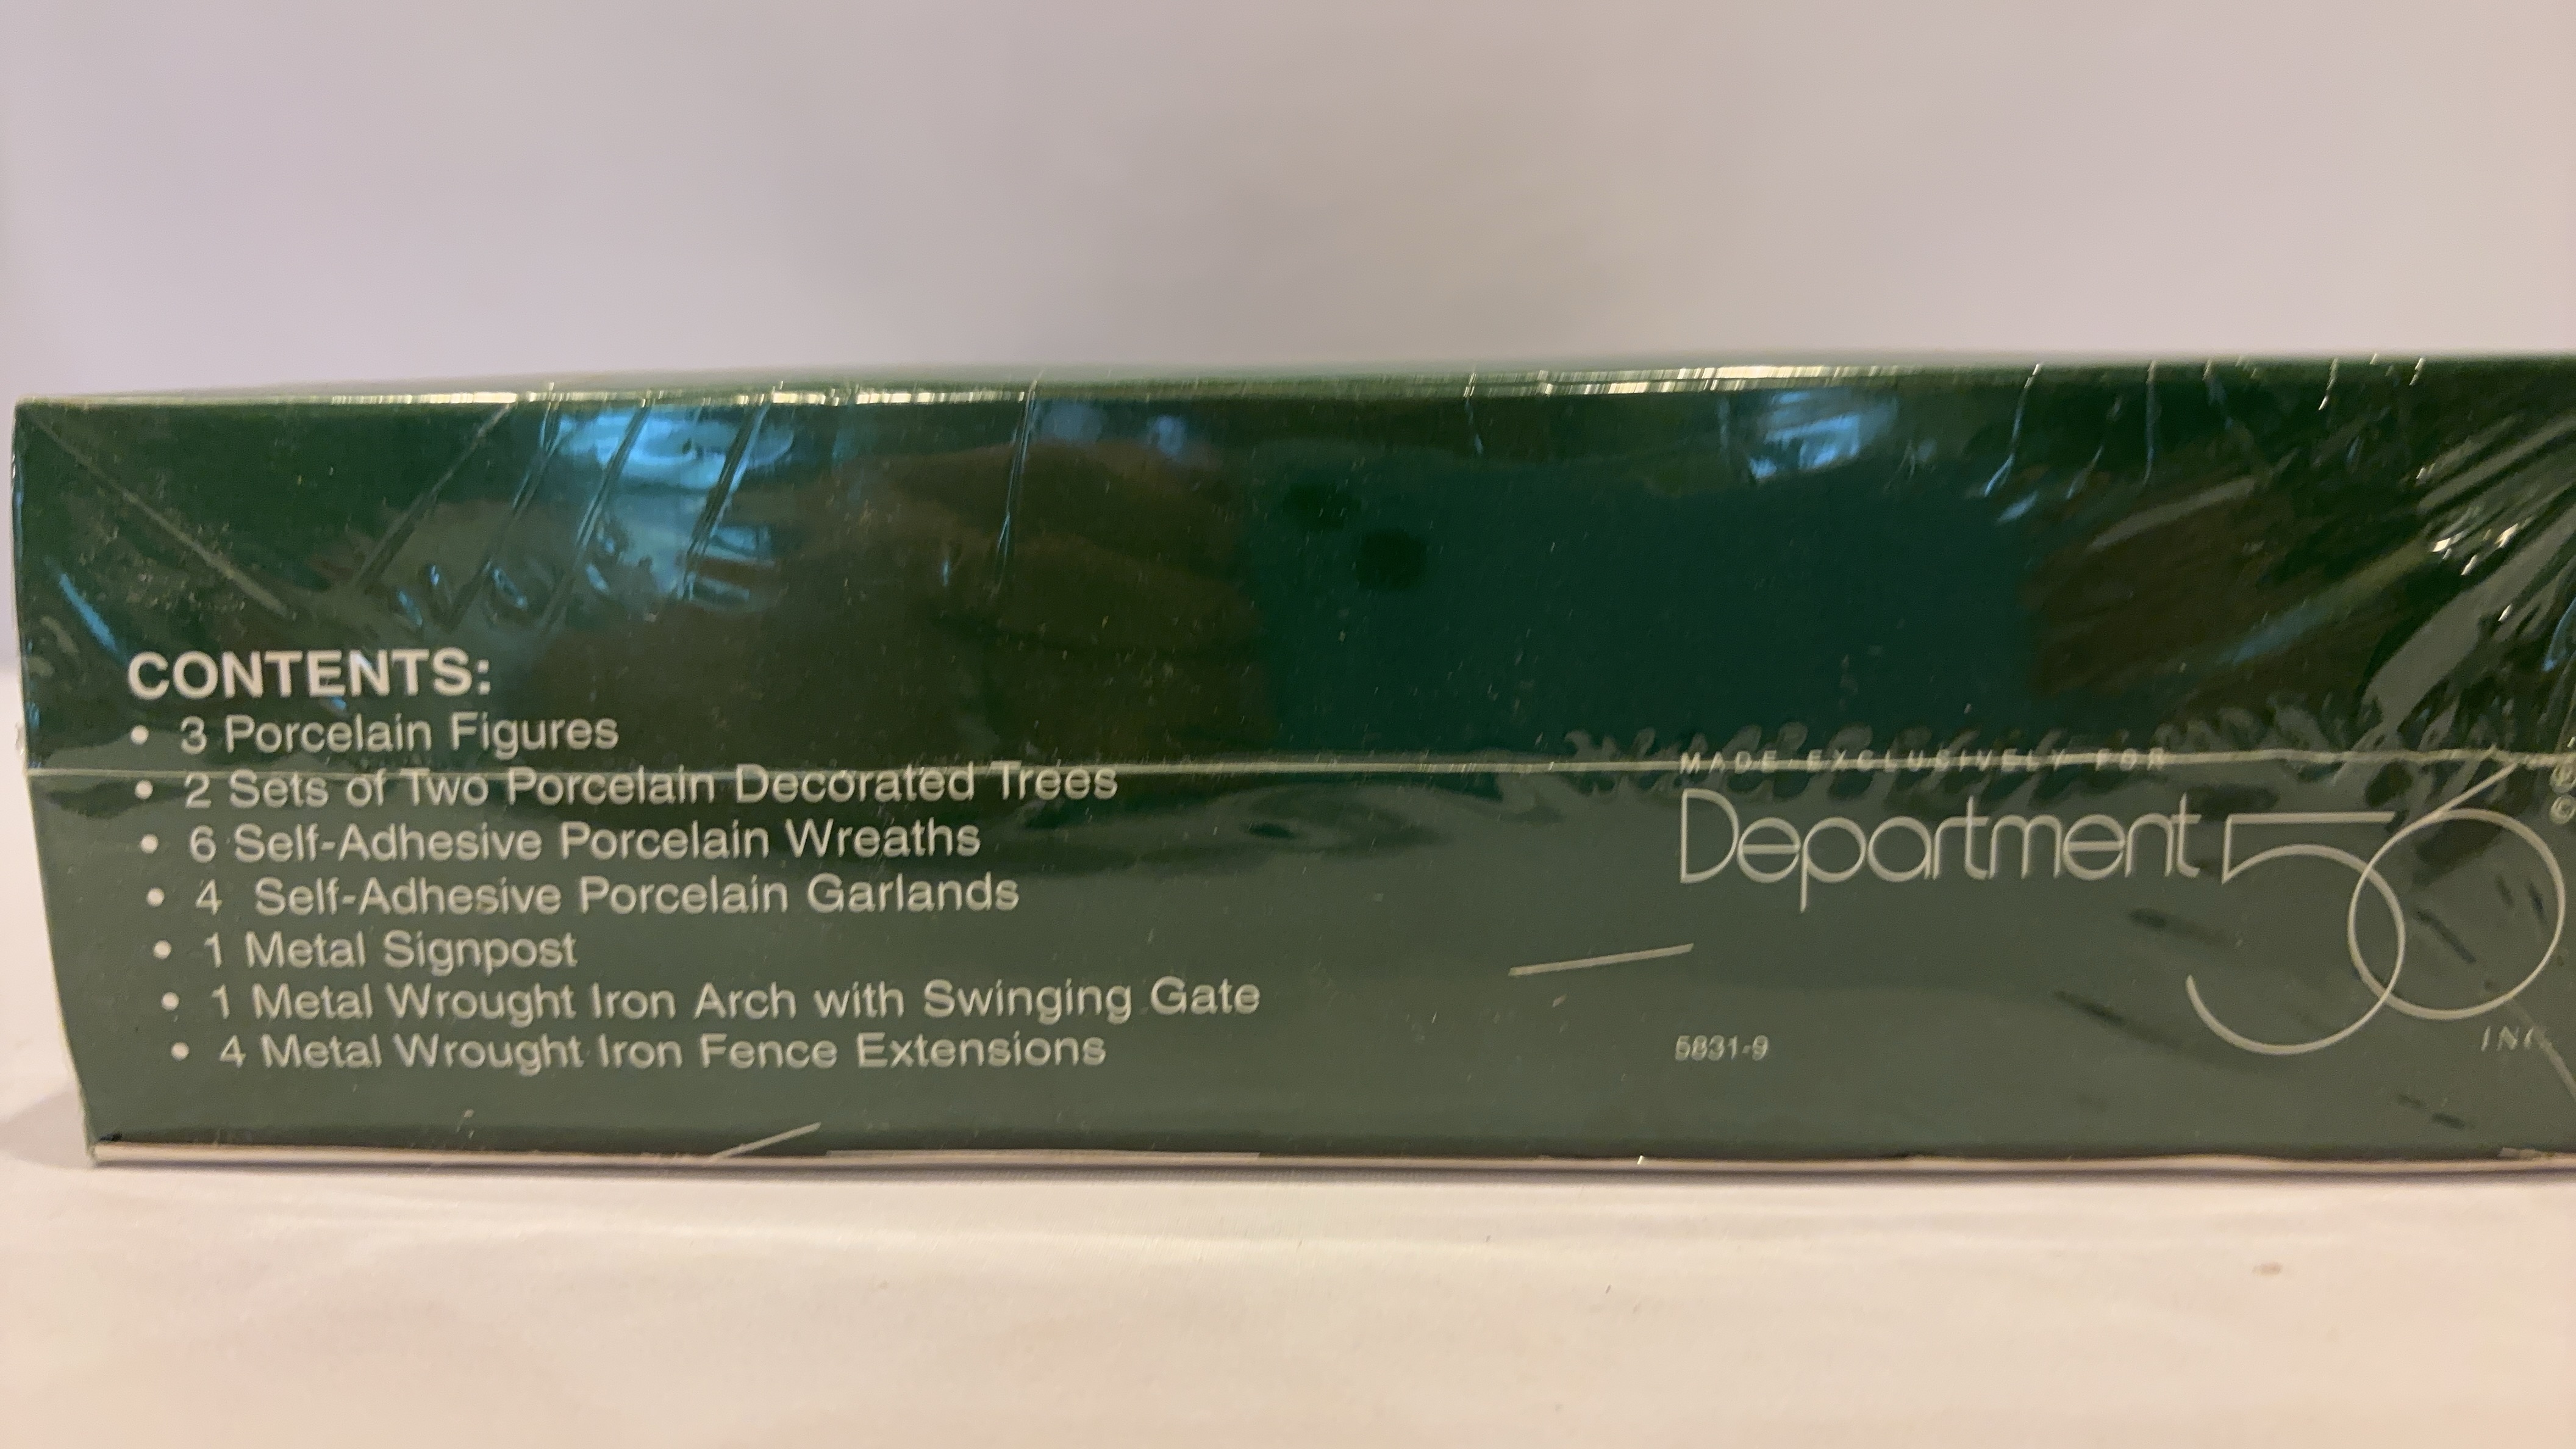 CONTENTS:
• 3 Porcelain Figures
• 2 Sets of Two Porcelain Decorated Trees
• 6 Self-Adhesive Porcelain Wreaths
• 4 Self-Adhesive Porcelain Garlands
• 1 Metal Signpost
• 1 Metal Wrought Iron Arch with Swinging Gate
• 4 Metal Wrought Iron Fence Extensions
MADE EXCLUSIVELY FOR
Department 56
INC
5831-9